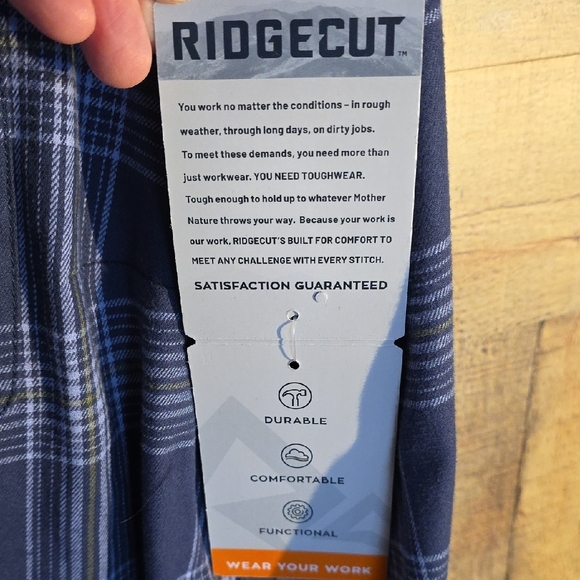 RIDGECUT™
You work no matter the conditions – in rough
weather, through long days, on dirty jobs.
To meet these demands, you need more than
just workwear. YOU NEED TOUGHWEAR.
Tough enough to hold up to whatever Mother
Nature throws your way. Because your work is
our work, RIDGECUT'S BUILT FOR COMFORT TO
MEET ANY CHALLENGE WITH EVERY STITCH.
SATISFACTION GUARANTEED
DURABLE
COMFORTABLE
FUNCTIONAL
WEAR YOUR WORK